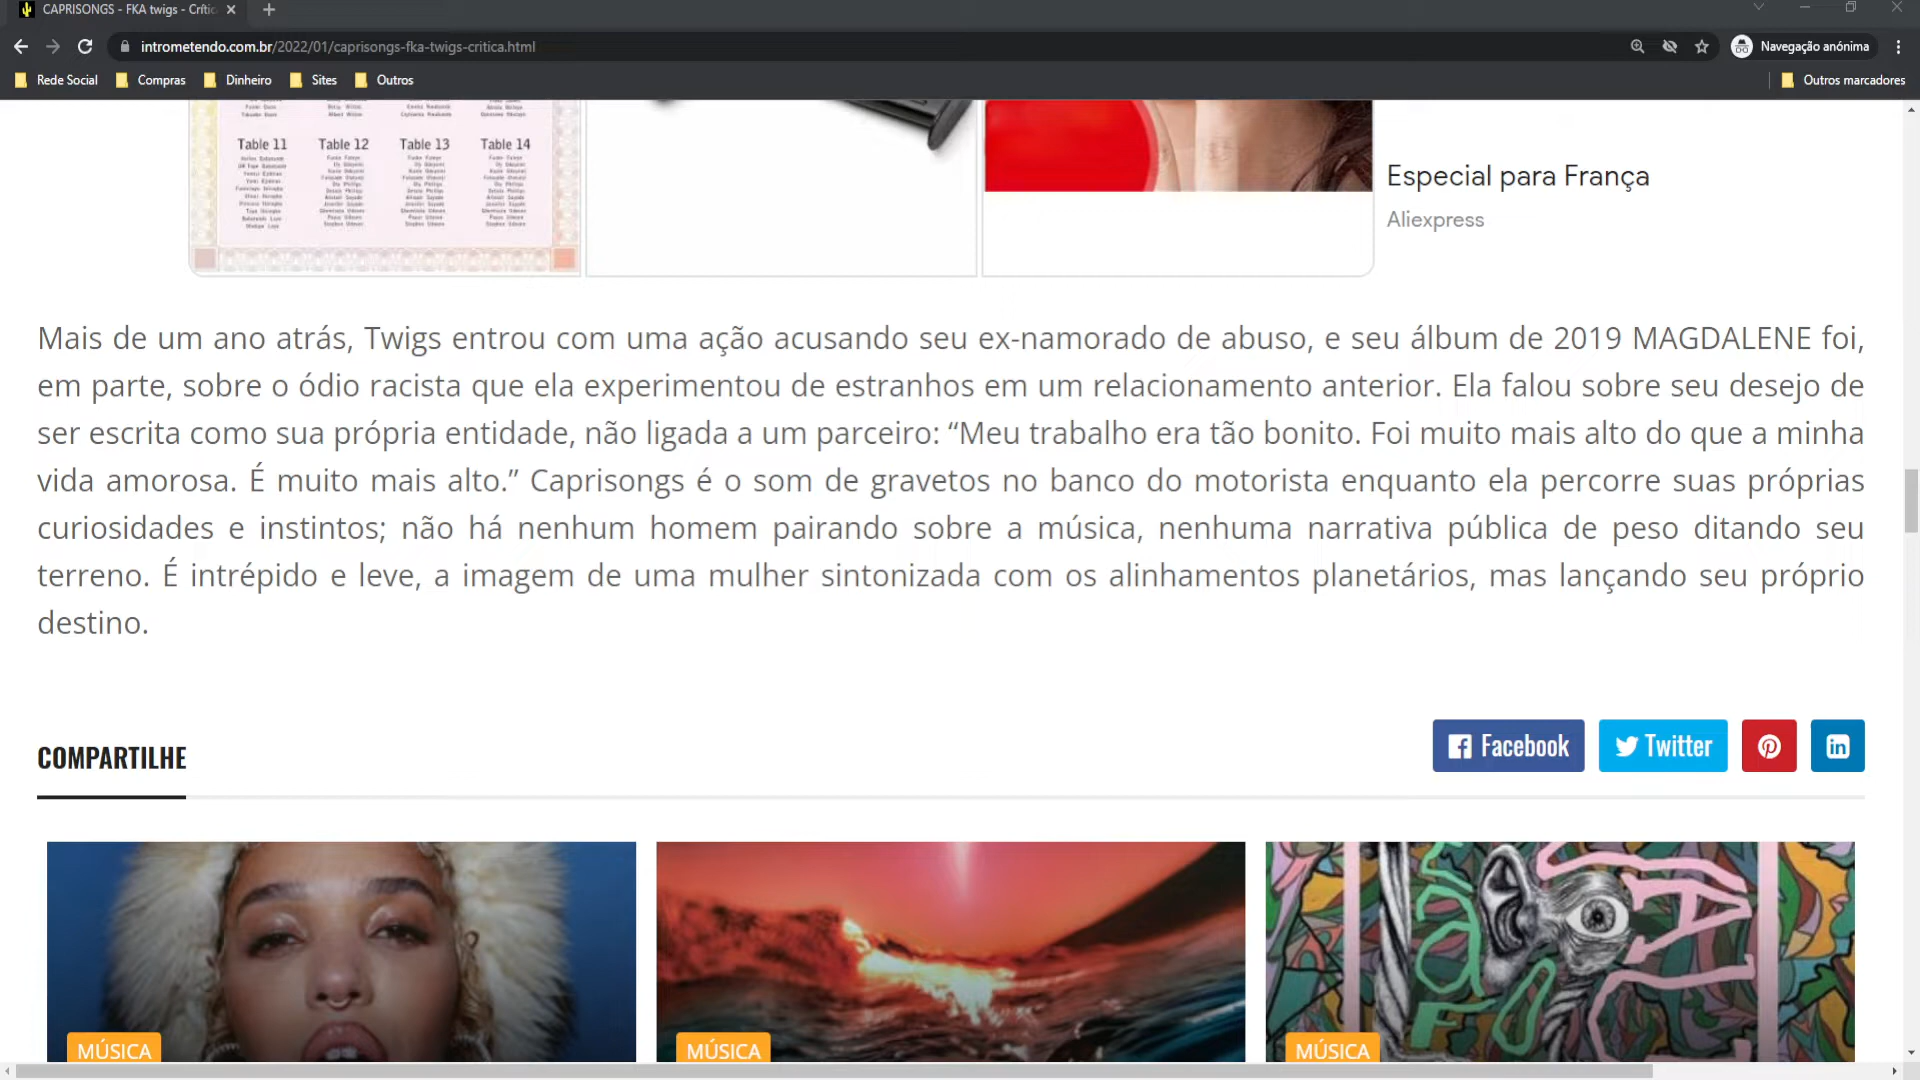 CAPRISONGS - FKA twigs - Crític
intrometendo.com.br/2022/01/caprisongs-fka-twigs-critica.html
Navegação anónima
Rede Social
Compras
Dinheiro
Sites
Outros
Outros marcadores
Table 11 Table 12 Table 13 Table 14
Especial para França
Aliexpress
Mais de um ano atrás, Twigs entrou com uma ação acusando seu ex-namorado de abuso, e seu álbum de 2019 MAGDALENE foi,
em parte, sobre o ódio racista que ela experimentou de estranhos em um relacionamento anterior. Ela falou sobre seu desejo de
ser escrita como sua própria entidade, não ligada a um parceiro: “Meu trabalho era tão bonito. Foi muito mais alto do que a minha
vida amorosa. É muito mais alto.” Caprisongs é o som de gravetos no banco do motorista enquanto ela percorre suas próprias
curiosidades e instintos; não há nenhum homem pairando sobre a música, nenhuma narrativa pública de peso ditando seu
terreno. É intrépido e leve, a imagem de uma mulher sintonizada com os alinhamentos planetários, mas lançando seu próprio
destino.
COMPARTILHE
Facebook
Twitter
MÚSICA
MÚSICA
MÚSICA